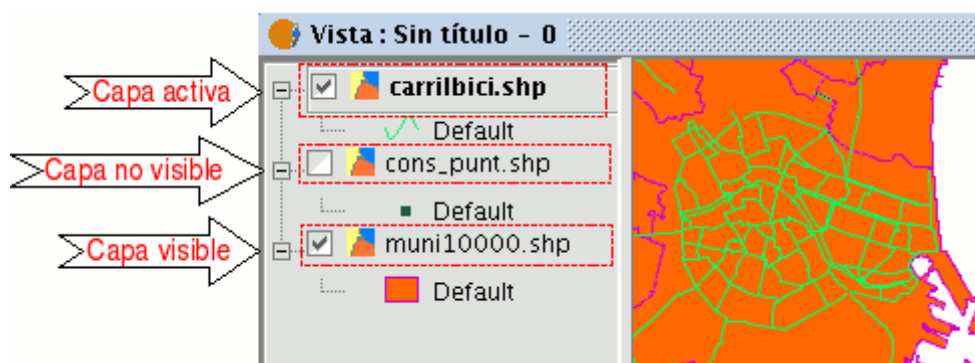 Vista : Sin título - 0
Capa activa
carrilbici.shp
Default
Capa no visible
cons_punt.shp
Default
Capa visible
muni10000.shp
Default